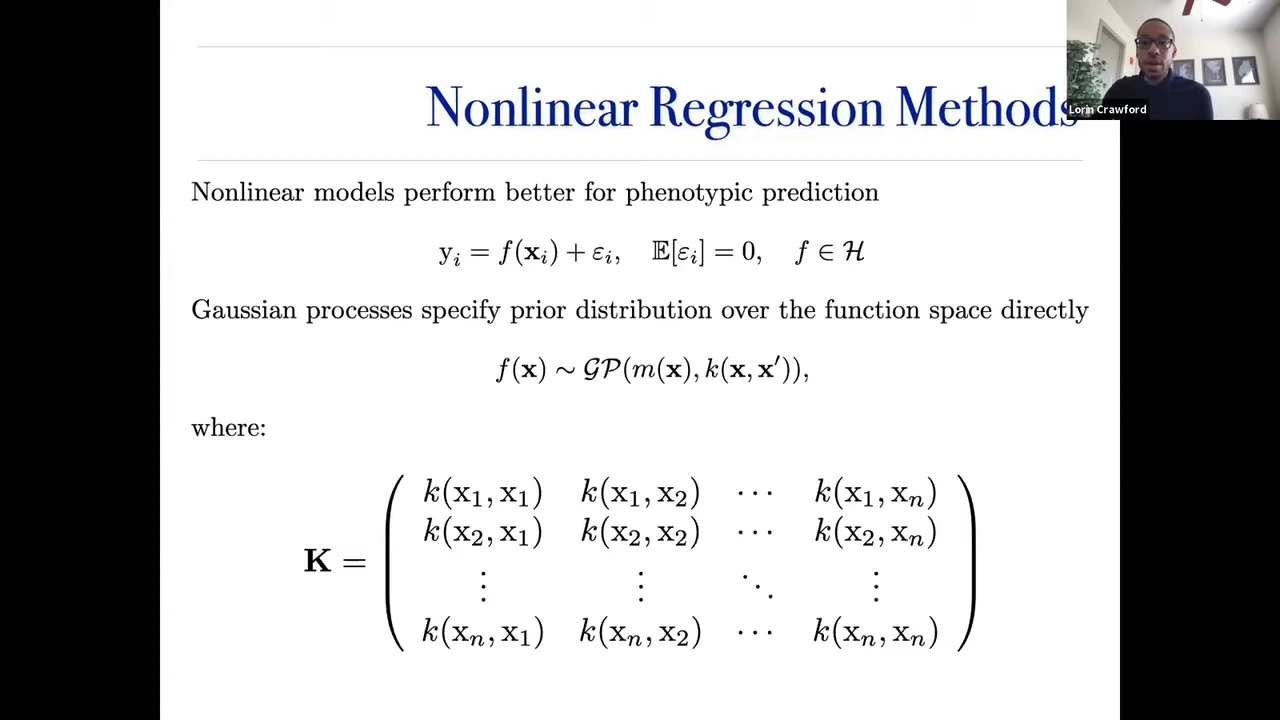 Nonlinear Regression Methods
Lorin Crawford
Nonlinear models perform better for phenotypic prediction
yᵢ = f(𝐱ᵢ) + εᵢ, 𝔼[εᵢ] = 0, f ∈ ℋ
Gaussian processes specify prior distribution over the function space directly
f(𝐱) ∼ 𝒢𝒫(m(𝐱), k(𝐱, 𝐱′)),
where:
k(x₁, x₁) k(x₁, x₂) ⋯ k(x₁, xₙ)
k(x₂, x₁) k(x₂, x₂) ⋯ k(x₂, xₙ)
𝐊 = ⋮ ⋮ ⋱ ⋮
k(xₙ, x₁) k(xₙ, x₂) ⋯ k(xₙ, xₙ)